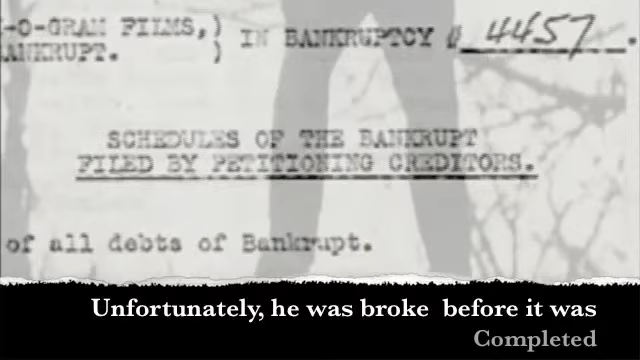 -O-GRAM FILMS,) IN BANKRUPTCY # 4457.
ANKRUPT. )
SCHEDULES OF THE BANKRUPT
FILED BY PETITIONING CREDITORS.
of all debts of Bankrupt.
Unfortunately, he was broke before it was
Completed